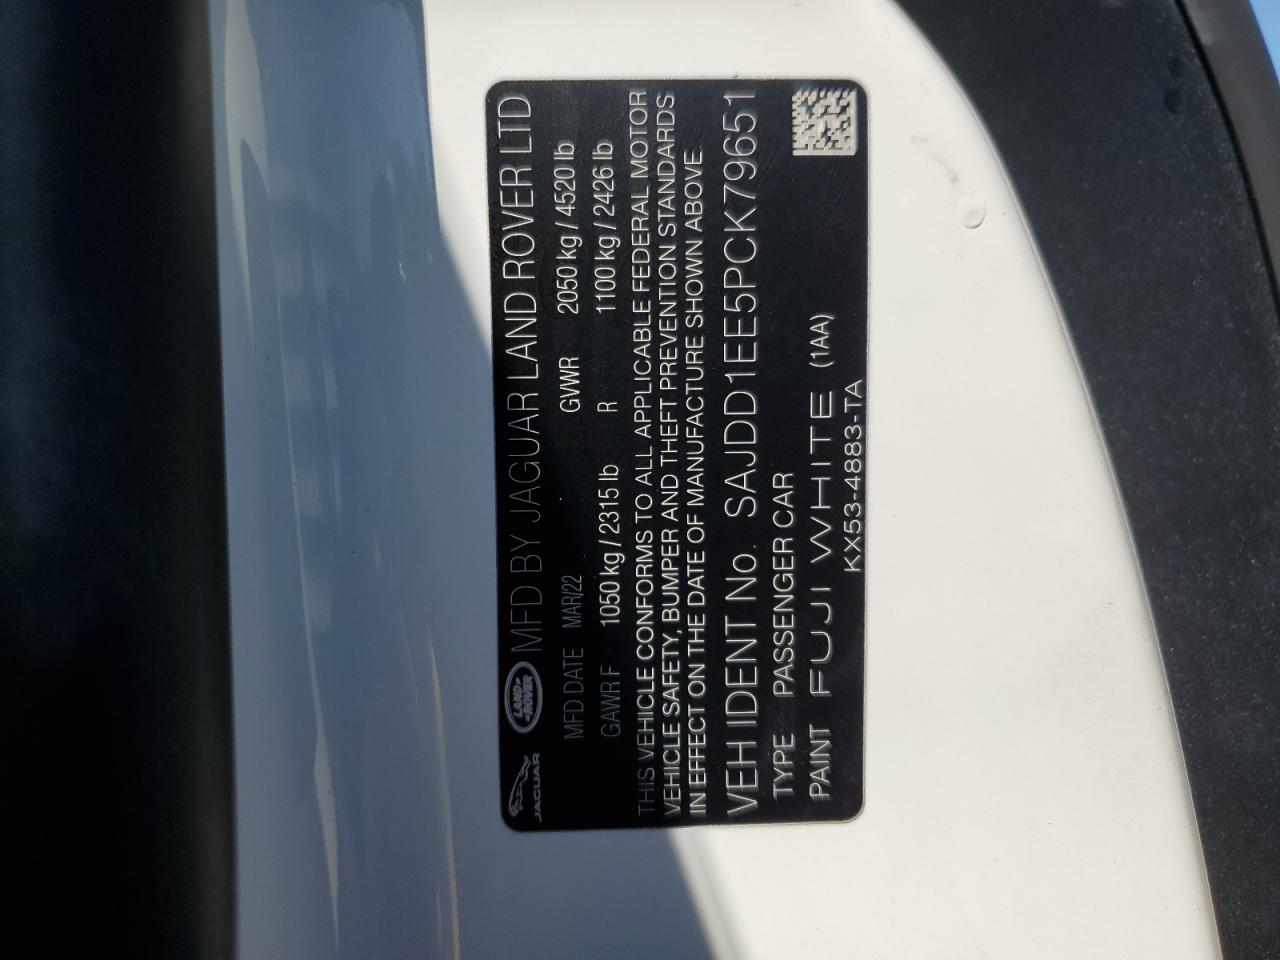 JAGUAR LAND ROVER MFD BY JAGUAR LAND ROVER LTD
MFD DATE MAR/22 GVWR 2050 kg / 4520 lb
GAWR F 1050 kg / 2315 lb R 1100 kg / 2426 lb
THIS VEHICLE CONFORMS TO ALL APPLICABLE FEDERAL MOTOR
VEHICLE SAFETY, BUMPER AND THEFT PREVENTION STANDARDS
IN EFFECT ON THE DATE OF MANUFACTURE SHOWN ABOVE.
VEH IDENT No. SAJDD1EE5PCK79651
TYPE PASSENGER CAR
PAINT FUJI WHITE (1AA)
KX53-4883-TA